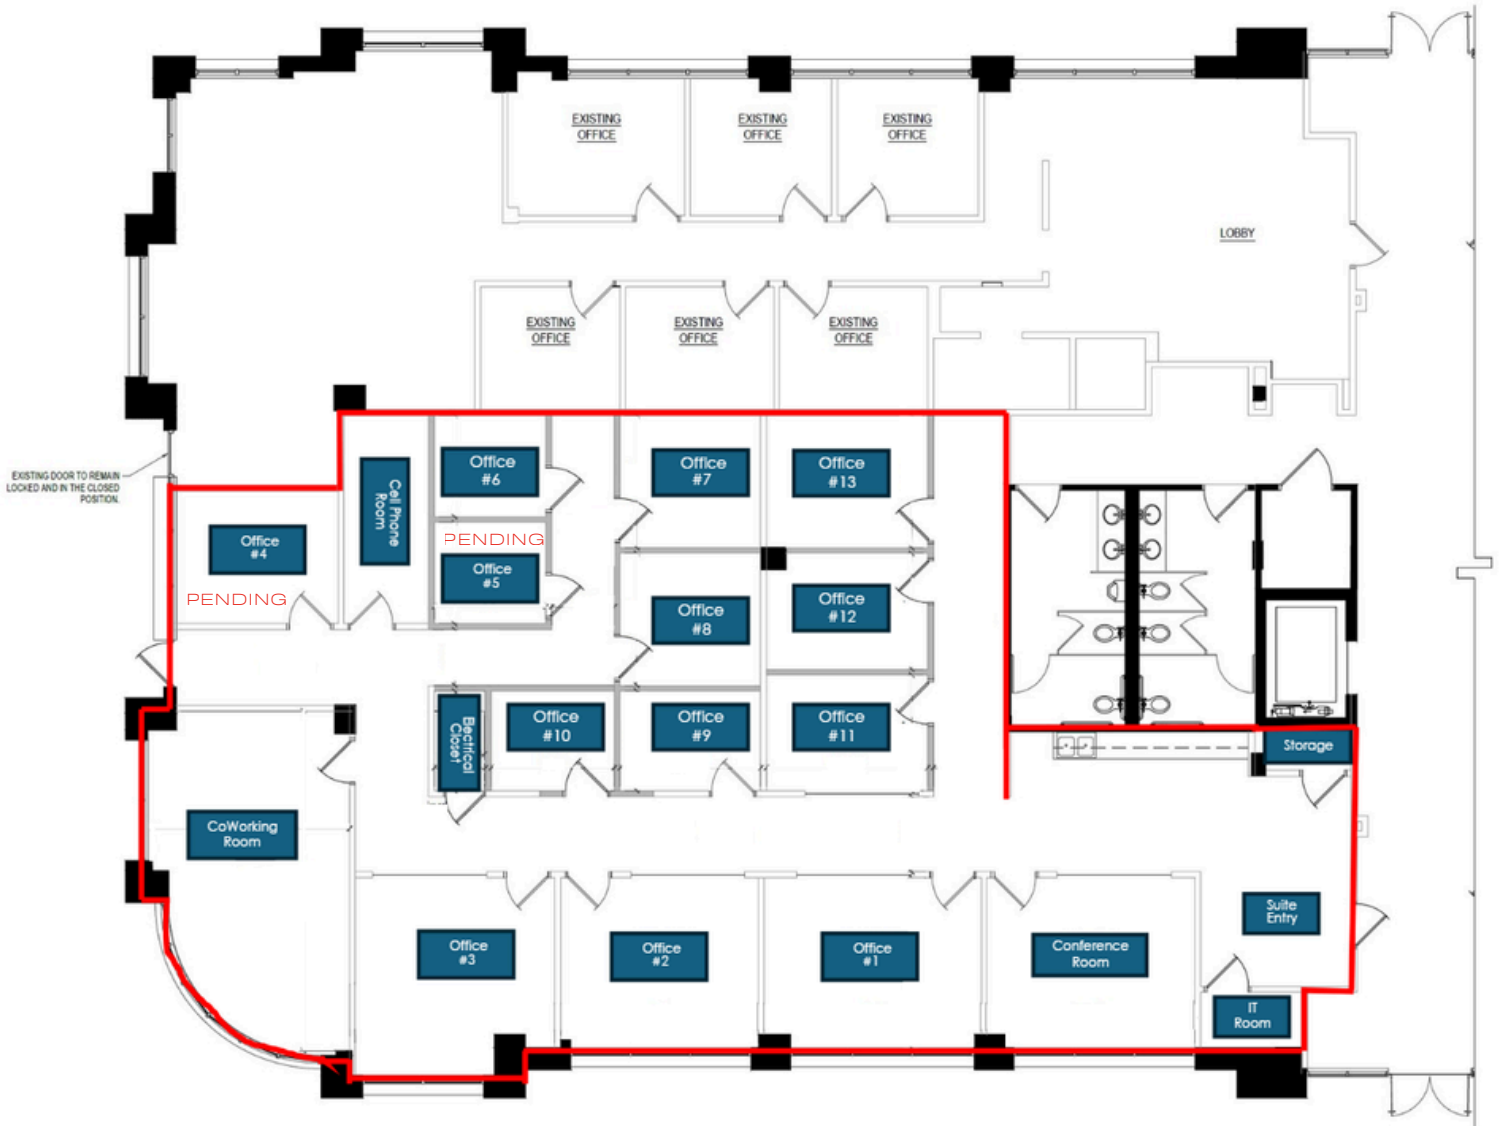 EXISTING
OFFICE
EXISTING
OFFICE
EXISTING
OFFICE
LOBBY
EXISTING
OFFICE
EXISTING
OFFICE
EXISTING
OFFICE
EXISTING DOOR TO REMAIN
LOCKED AND IN THE CLOSED
POSITION.
Office
#4
PENDING
Cell Phone
Room
Office
#6
PENDING
Office
#5
Office
#7
Office
#13
Office
#8
Office
#12
Electrical
Closet
Office
#10
Office
#9
Office
#11
Storage
CoWorking
Room
Office
#3
Office
#2
Office
#1
Conference
Room
Suite
Entry
IT
Room